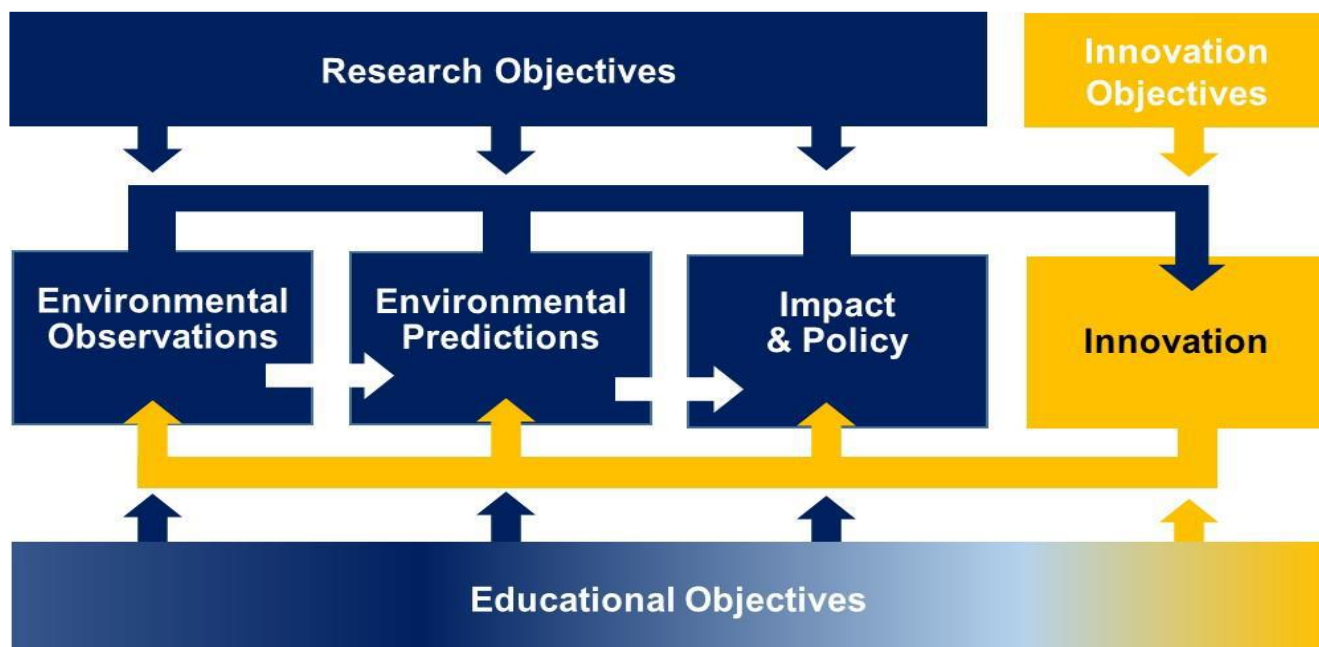 Research Objectives
Innovation
Objectives
Environmental
Observations
Environmental
Predictions
Impact
& Policy
Innovation
Educational Objectives